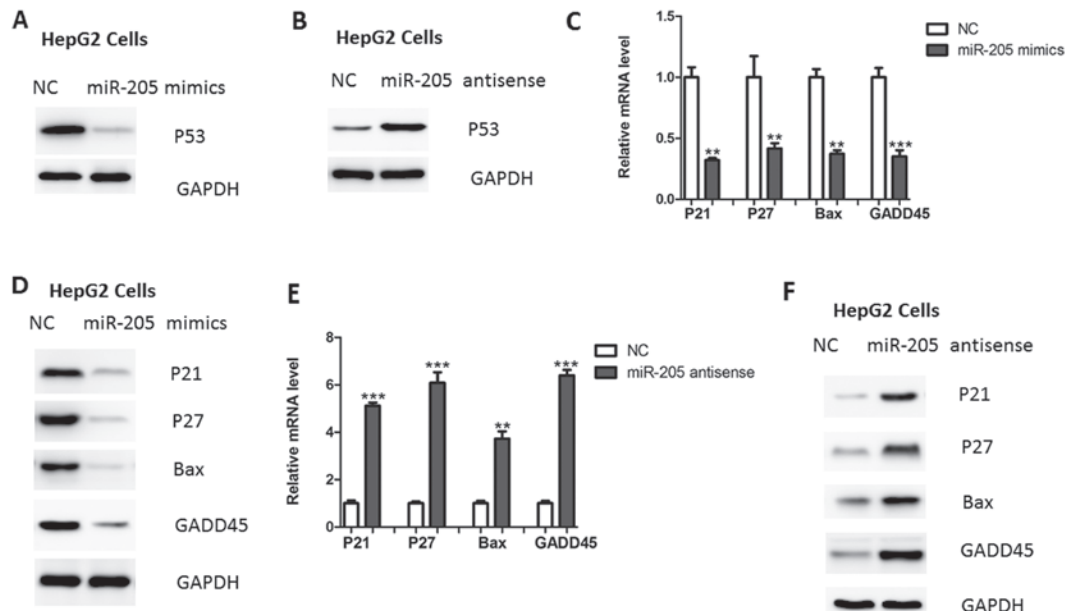 A
HepG2 Cells
NC miR-205 mimics
P53
GAPDH
B
HepG2 Cells
NC miR-205 antisense
P53
GAPDH
C
Relative mRNA level
1.5
1.0
0.5
0.0
** ** ** ***
P21 P27 Bax GADD45
NC
miR-205 mimics
D
HepG2 Cells
NC miR-205 mimics
P21
P27
Bax
GADD45
GAPDH
E
Relative mRNA level
8
6
4
2
0
*** *** ** ***
P21 P27 Bax GADD45
NC
miR-205 antisense
F
HepG2 Cells
NC miR-205 antisense
P21
P27
Bax
GADD45
GAPDH